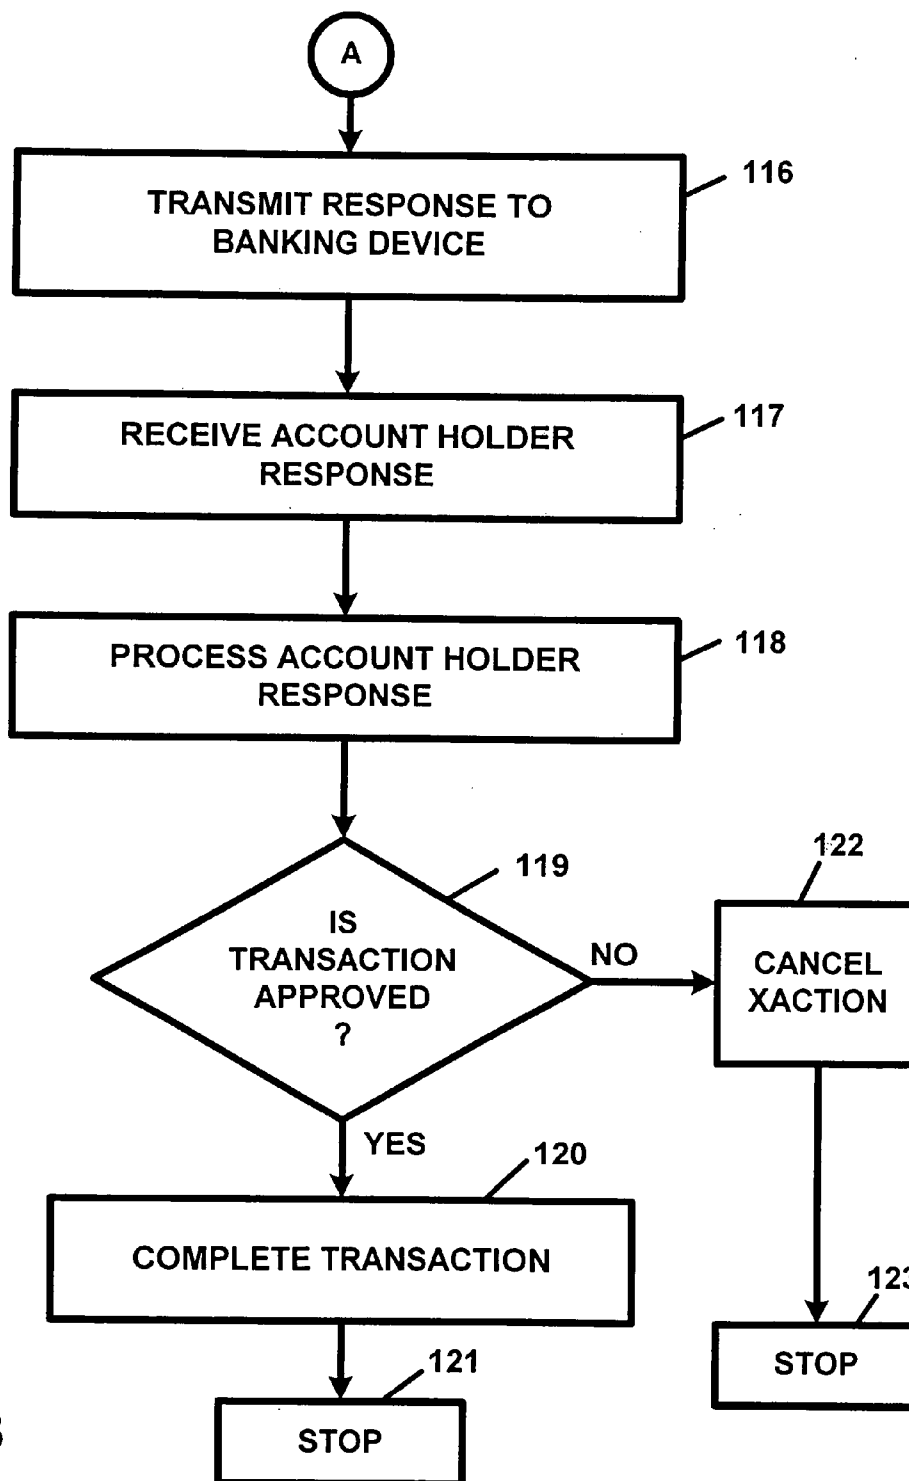 A
116
TRANSMIT RESPONSE TO
BANKING DEVICE
117
RECEIVE ACCOUNT HOLDER
RESPONSE
118
PROCESS ACCOUNT HOLDER
RESPONSE
119
IS
TRANSACTION
APPROVED
?
NO
122
CANCEL
XACTION
YES
120
COMPLETE TRANSACTION
123
STOP
121
STOP